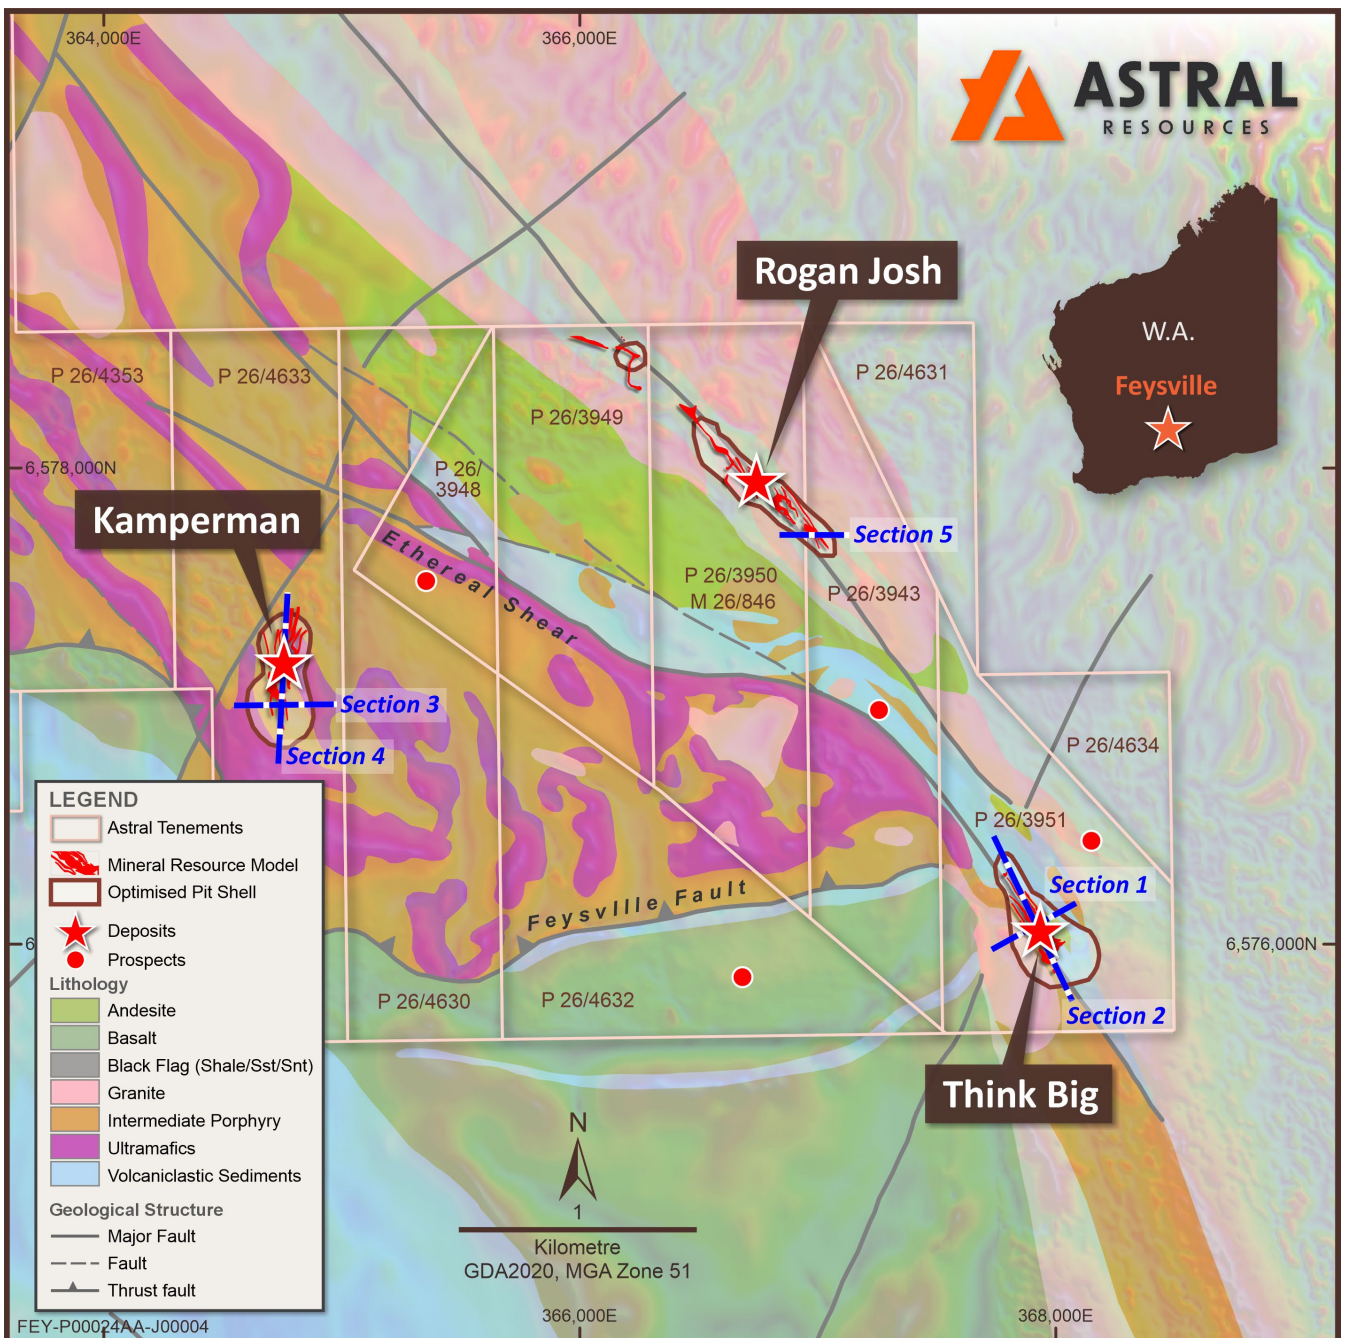 364,000E
366,000E
ASTRAL
RESOURCES
Rogan Josh
W.A.
Feysville
P 26/4353
P 26/4633
P 26/4631
P 26/3949
6,578,000N
P 26/
3948
Kamperman
Section 5
Ethereal Shear
P 26/3950
M 26/846
P 26/3943
Section 3
Section 4
P 26/4634
P 26/3951
Section 1
Feysville Fault
6
6,576,000N
P 26/4630
P 26/4632
Section 2
Think Big
LEGEND
Astral Tenements
Mineral Resource Model
Optimised Pit Shell
Deposits
Prospects
Lithology
Andesite
Basalt
Black Flag (Shale/Sst/Snt)
Granite
Intermediate Porphyry
Ultramafics
Volcaniclastic Sediments
Geological Structure
Major Fault
Fault
Thrust fault
N
1
Kilometre
GDA2020, MGA Zone 51
366,000E
368,000E
FEY-P00024AA-J00004